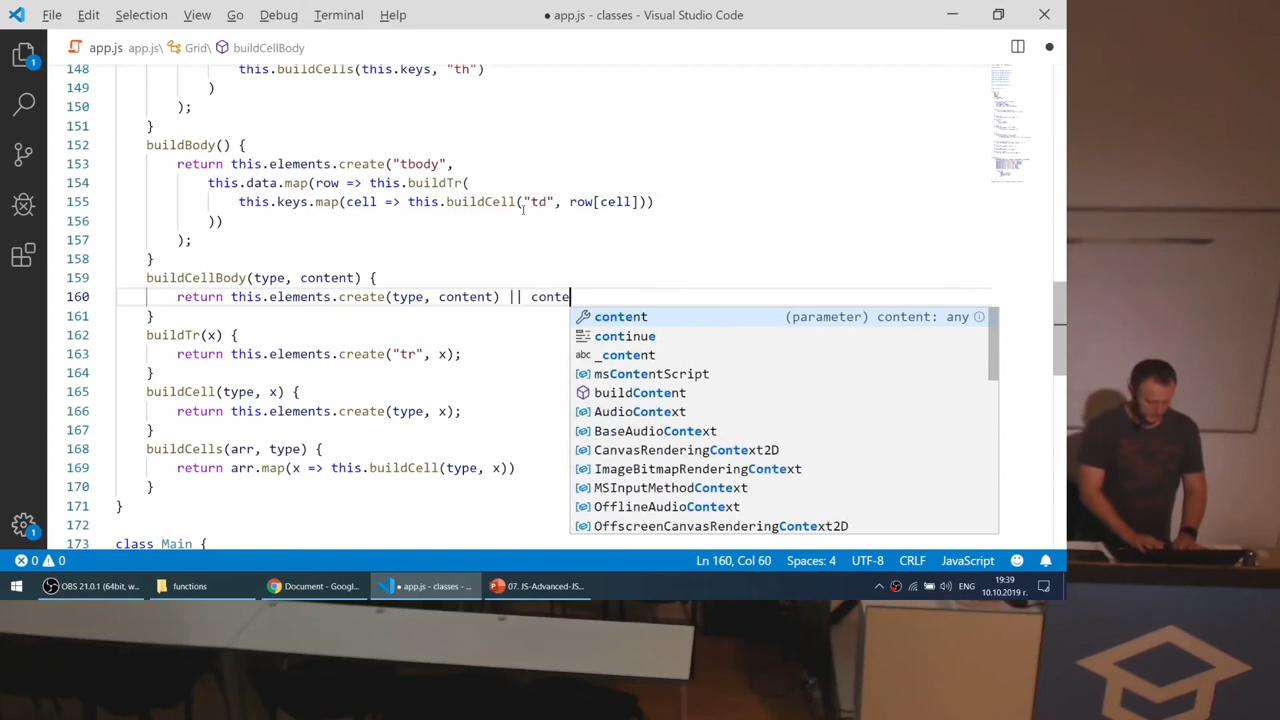 File Edit Selection View Go Debug Terminal Help
● app.js - classes - Visual Studio Code
app.js app.js\ Grid\ buildCellBody
148 this.buildCells(this.keys, "th")
149
150 );
151 }
152 buildBody() {
153 return this.elements.create("tbody",
154 this.data.map(row => this.buildTr(
155 this.keys.map(cell => this.buildCell("td", row[cell]))
156 ))
157 );
158 }
159 buildCellBody(type, content) {
160 return this.elements.create(type, content) || conte
161 }
162 buildTr(x) {
163 return this.elements.create("tr", x);
164 }
165 buildCell(type, x) {
166 return this.elements.create(type, x);
167 }
168 buildCells(arr, type) {
169 return arr.map(x => this.buildCell(type, x))
170 }
171 }
172
173 class Main {
content (parameter) content: any
continue
abc _content
msContentScript
buildContent
AudioContext
BaseAudioContext
CanvasRenderingContext2D
ImageBitmapRenderingContext
MSInputMethodContext
OfflineAudioContext
OffscreenCanvasRenderingContext2D
1
1
0 0 Ln 160, Col 60 Spaces: 4 UTF-8 CRLF JavaScript
OBS 21.0.1 (64bit, w... functions Document - Googl... ● app.js - classes - ... 07. JS-Advanced-JS... ENG 19:39
10.10.2019 г.